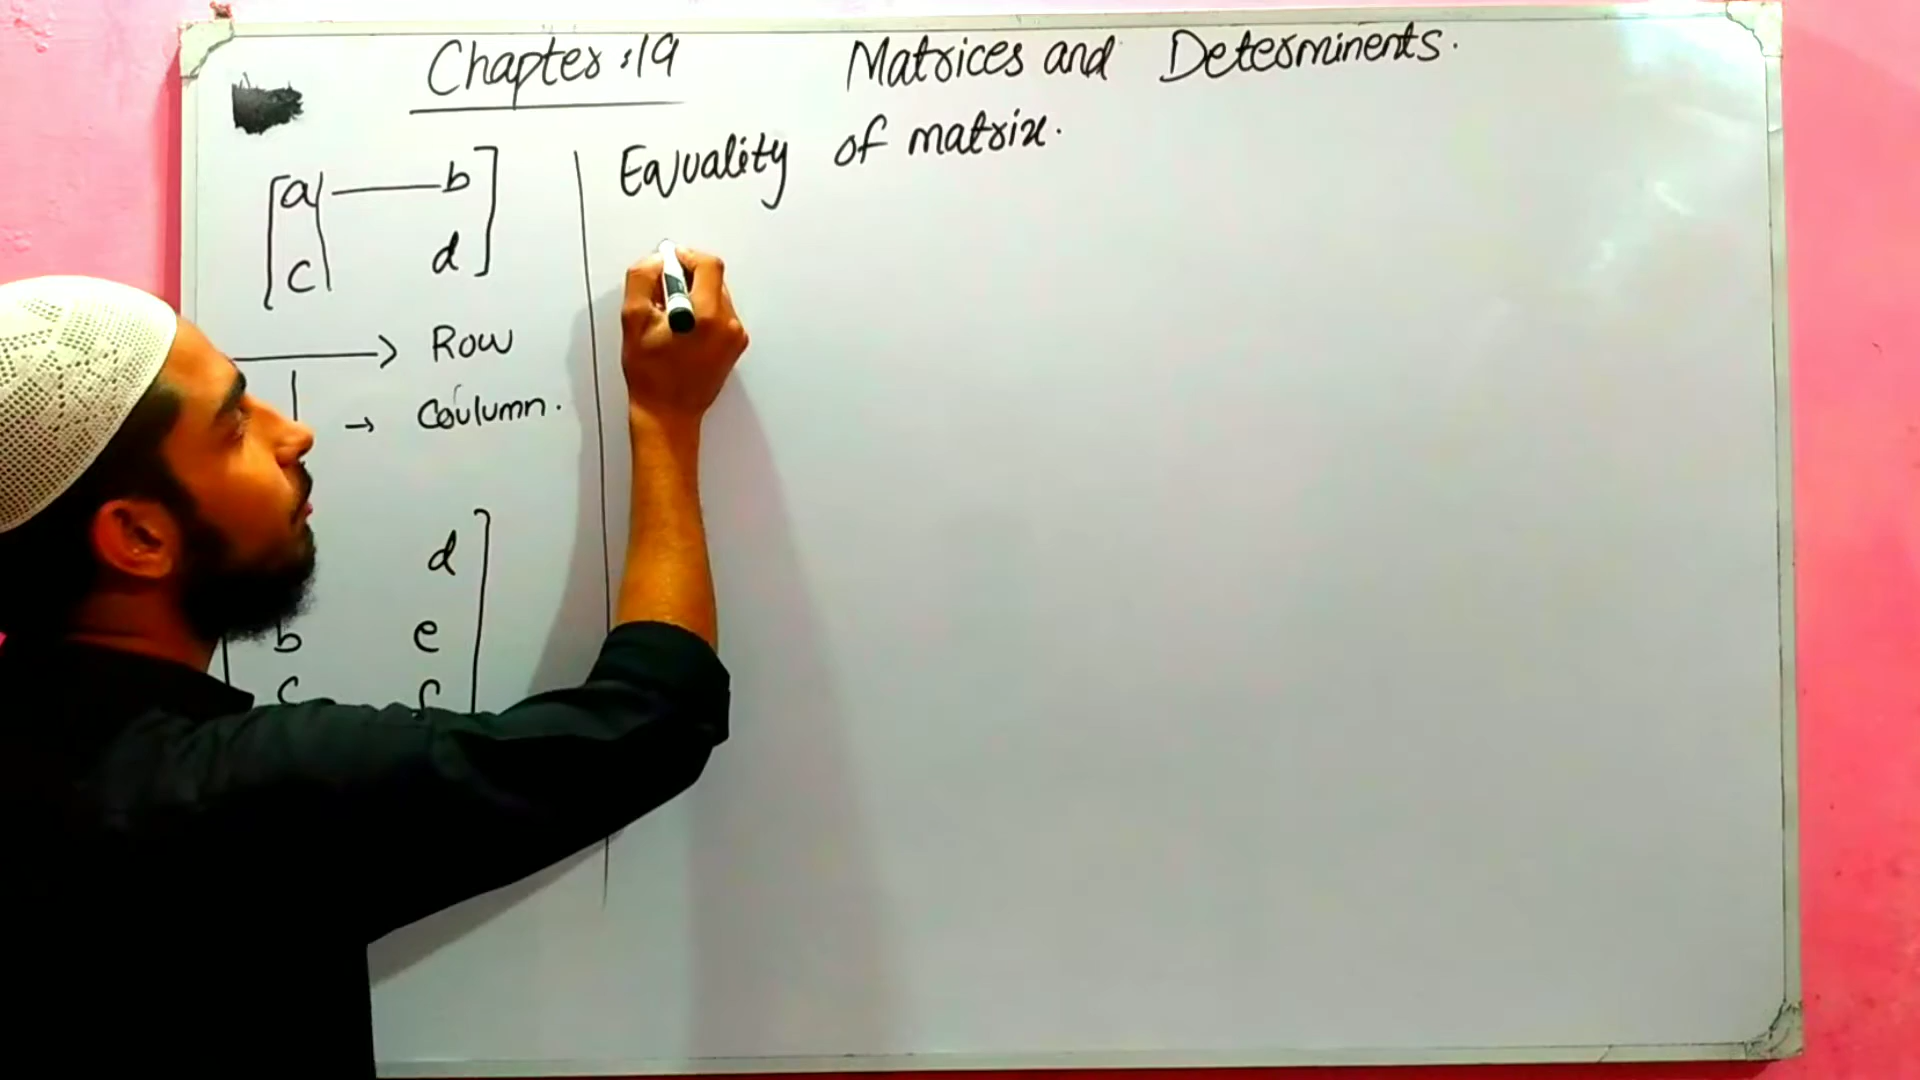 Chapter :19 Matrices and Determinents.
a b
c d
Row
Coulumn.
d
b e
c f
Equality of matrix.